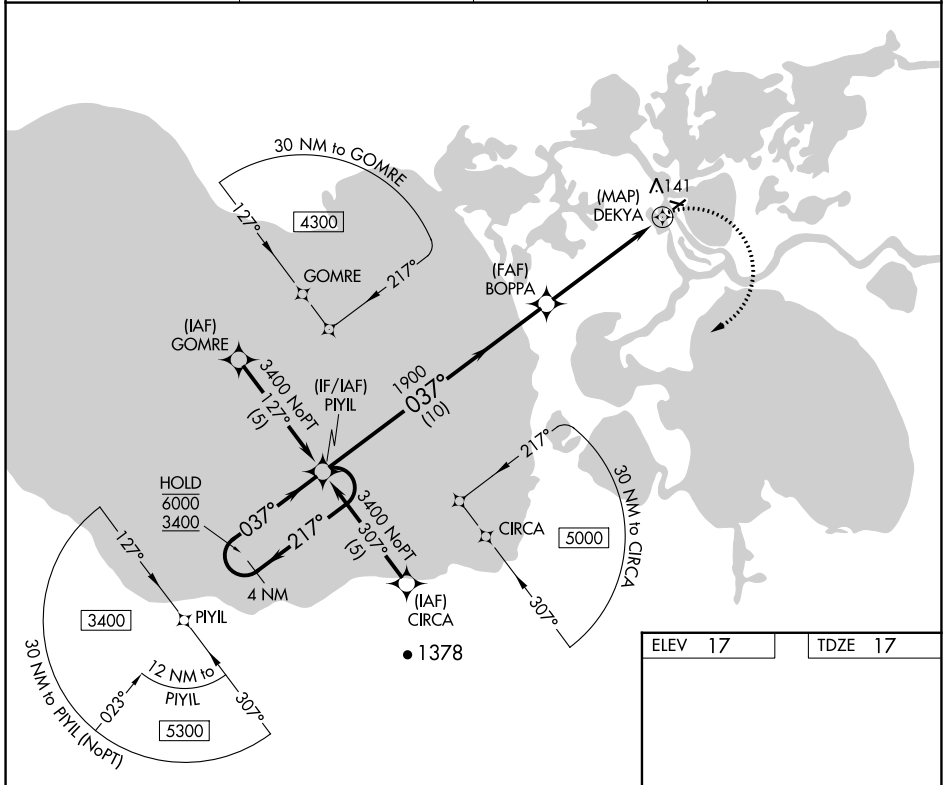 30 NM to GOMRE
4300
127°
217°
GOMRE
141
(MAP)
DEKYA
(FAF)
BOPPA
(IAF)
GOMRE
3400 NoPT
127°
(5)
(IF/IAF)
PIYIL
1900
037°
(10)
HOLD
6000
3400
037°
217°
4 NM
3400 NoPT
307°
(5)
(IAF)
CIRCA
1378
217°
30 NM to CIRCA
CIRCA
5000
307°
127°
3400
PIYIL
30 NM to PIYIL (NoPT)
12 NM to
PIYIL
023°
307°
5300
ELEV 17
TDZE 17